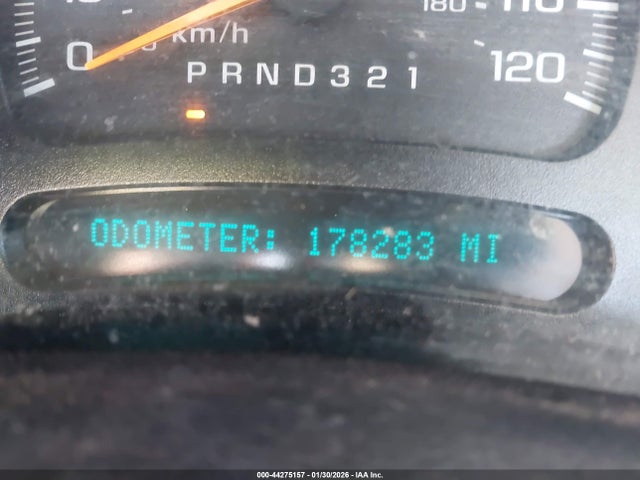 180 110
0 km/h
PRND321 120
ODOMETER: 178283 MI
000-44275157 - 01/30/2026 - IAA Inc.